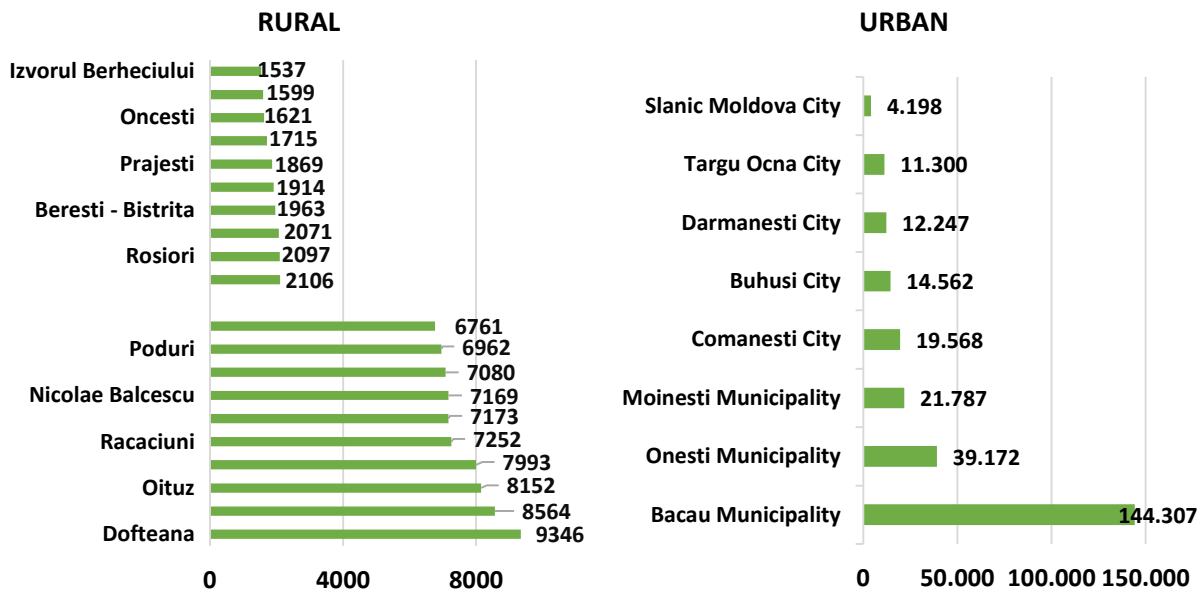 RURAL
Izvorul Berheciului 1537
1599
Oncesti 1621
1715
Prajesti 1869
1914
Beresti - Bistrita 1963
2071
Rosiori 2097
2106
6761
Poduri 6962
7080
Nicolae Balcescu 7169
7173
Racaciuni 7252
7993
Oituz 8152
8564
Dofteana 9346
0 4000 8000
URBAN
Slanic Moldova City 4.198
Targu Ocna City 11.300
Darmanesti City 12.247
Buhusi City 14.562
Comanesti City 19.568
Moinesti Municipality 21.787
Onesti Municipality 39.172
Bacau Municipality 144.307
0 50.000 100.000 150.000